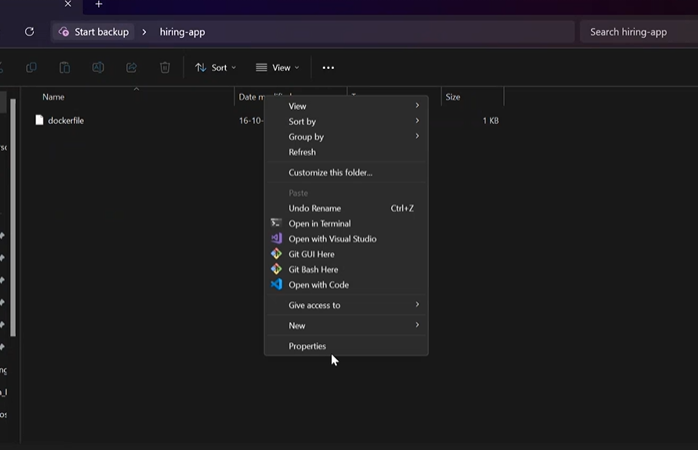 Start backup > hiring-app
Search hiring-app
Sort
View
Name
Date
Size
dockerfile
16-10-
1 KB
View
Sort by
Group by
Refresh
Customize this folder...
Paste
Undo Rename Ctrl+Z
Open in Terminal
Open with Visual Studio
Git GUI Here
Git Bash Here
Open with Code
Give access to
New
Properties